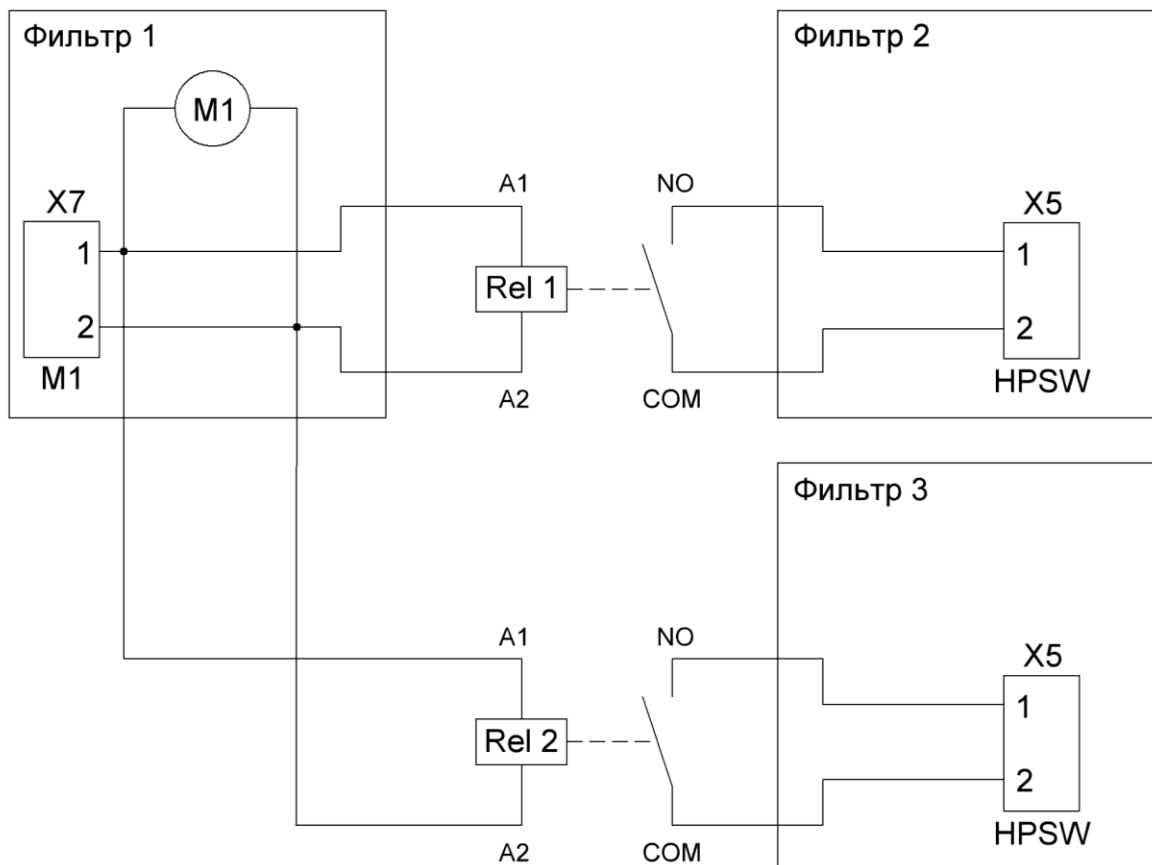 Фильтр 1
M1
X7
1
2
M1
A1
Rel 1
A2
NO
COM
Фильтр 2
X5
1
2
HPSW
A1
Rel 2
A2
NO
COM
Фильтр 3
X5
1
2
HPSW